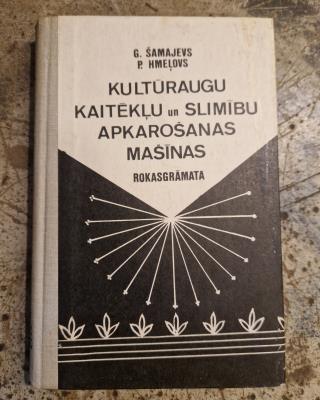 G. ŠAMAJEVS
P. HMEĻOVS
KULTŪRAUGU
KAITĒKĻU un SLIMĪBU
APKAROŠANAS
MAŠĪNAS
ROKASGRĀMATA